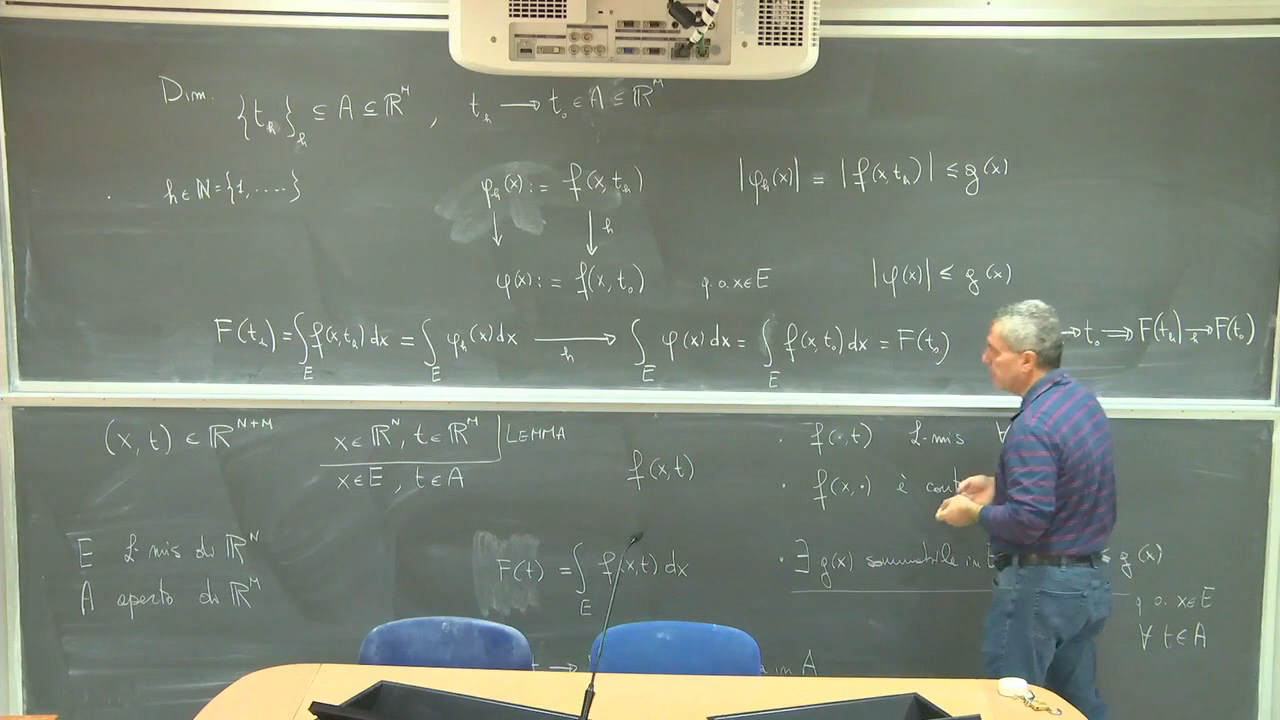 Dim. {t_h}_h ⊆ A ⊆ ℝ^M , t_h → t_0 ∈ A ⊆ ℝ^M
h ∈ ℕ = {1, ....} φ_h(x) := f(x, t_h) |φ_h(x)| = |f(x, t_h)| ≤ g(x)
↓ ↓ h
φ(x) := f(x, t_0) q.o. x∈E |φ(x)| ≤ g(x)
F(t_h) = ∫_E f(x, t_h) dx = ∫_E φ_h(x) dx →_h ∫_E φ(x) dx = ∫_E f(x, t_0) dx = F(t_0) → t_0 ⇒ F(t_h) →_h F(t_0)
(x, t) ∈ ℝ^{N+M} x∈ℝ^N, t∈ℝ^M LEMMA
x∈E, t∈A
f(x,t)
· f(·,t) L-mis ∀
· f(x,·) è
E L-mis di ℝ^N
A aperto di ℝ^M
F(t) = ∫_E f(x,t) dx
· ∃ g(x) sommabile in ≤ g(x)
q.o. x∈E
∀ t∈A
t → in A